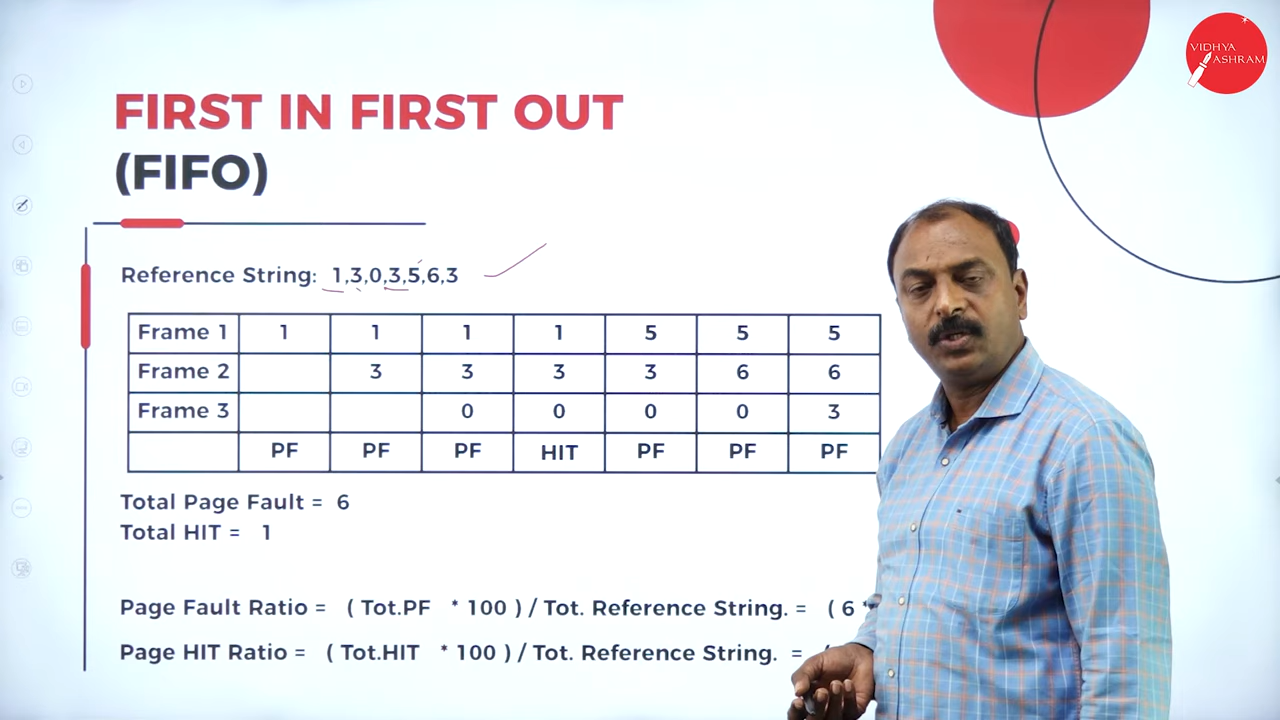 VIDHYA
ASHRAM
FIRST IN FIRST OUT
(FIFO)
Reference String: 1,3,0,3,5,6,3
Frame 1 1 1 1 1 5 5 5
Frame 2 3 3 3 3 6 6
Frame 3 0 0 0 0 3
PF PF PF HIT PF PF PF
Total Page Fault = 6
Total HIT = 1
Page Fault Ratio = ( Tot.PF * 100 ) / Tot. Reference String. = ( 6 *
Page HIT Ratio = ( Tot.HIT * 100 ) / Tot. Reference String. =